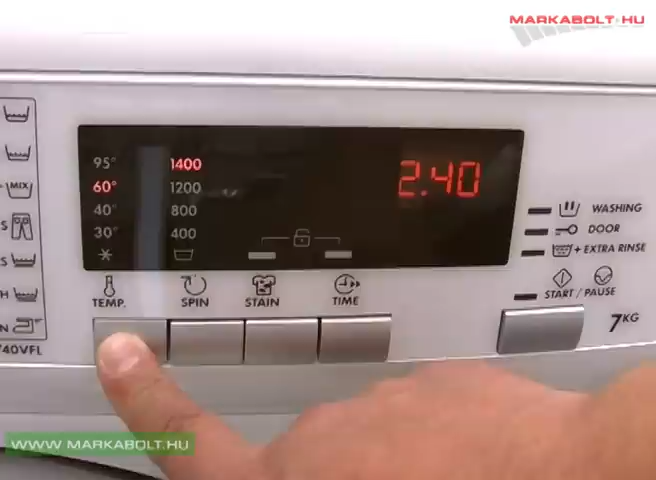 MARKABOLT.HU
95° 1400
60° 1200
40° 800
30° 400
2.40
MIX
S
S
H
N
740VFL
TEMP. SPIN STAIN TIME
WASHING
DOOR
+ EXTRA RINSE
START / PAUSE
7KG
WWW.MARKABOLT.HU